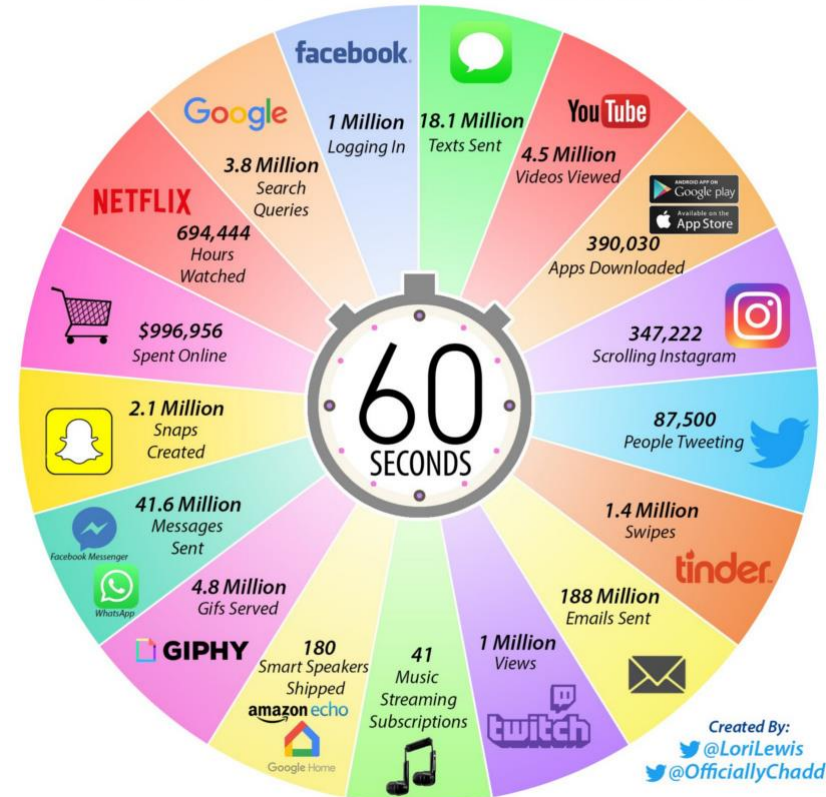 facebook
1 Million
Logging In
18.1 Million
Texts Sent
YouTube
4.5 Million
Videos Viewed
ANDROID APP ON
Google play
Available on the
App Store
390,030
Apps Downloaded
347,222
Scrolling Instagram
87,500
People Tweeting
1.4 Million
Swipes
tinder
188 Million
Emails Sent
1 Million
Views
twitch
41
Music
Streaming
Subscriptions
180
Smart Speakers
Shipped
amazon echo
Google Home
4.8 Million
Gifs Served
GIPHY
41.6 Million
Messages
Sent
Facebook Messenger
WhatsApp
2.1 Million
Snaps
Created
$996,956
Spent Online
NETFLIX
694,444
Hours
Watched
Google
3.8 Million
Search
Queries
60
SECONDS
Created By:
@LoriLewis
@OfficiallyChadd